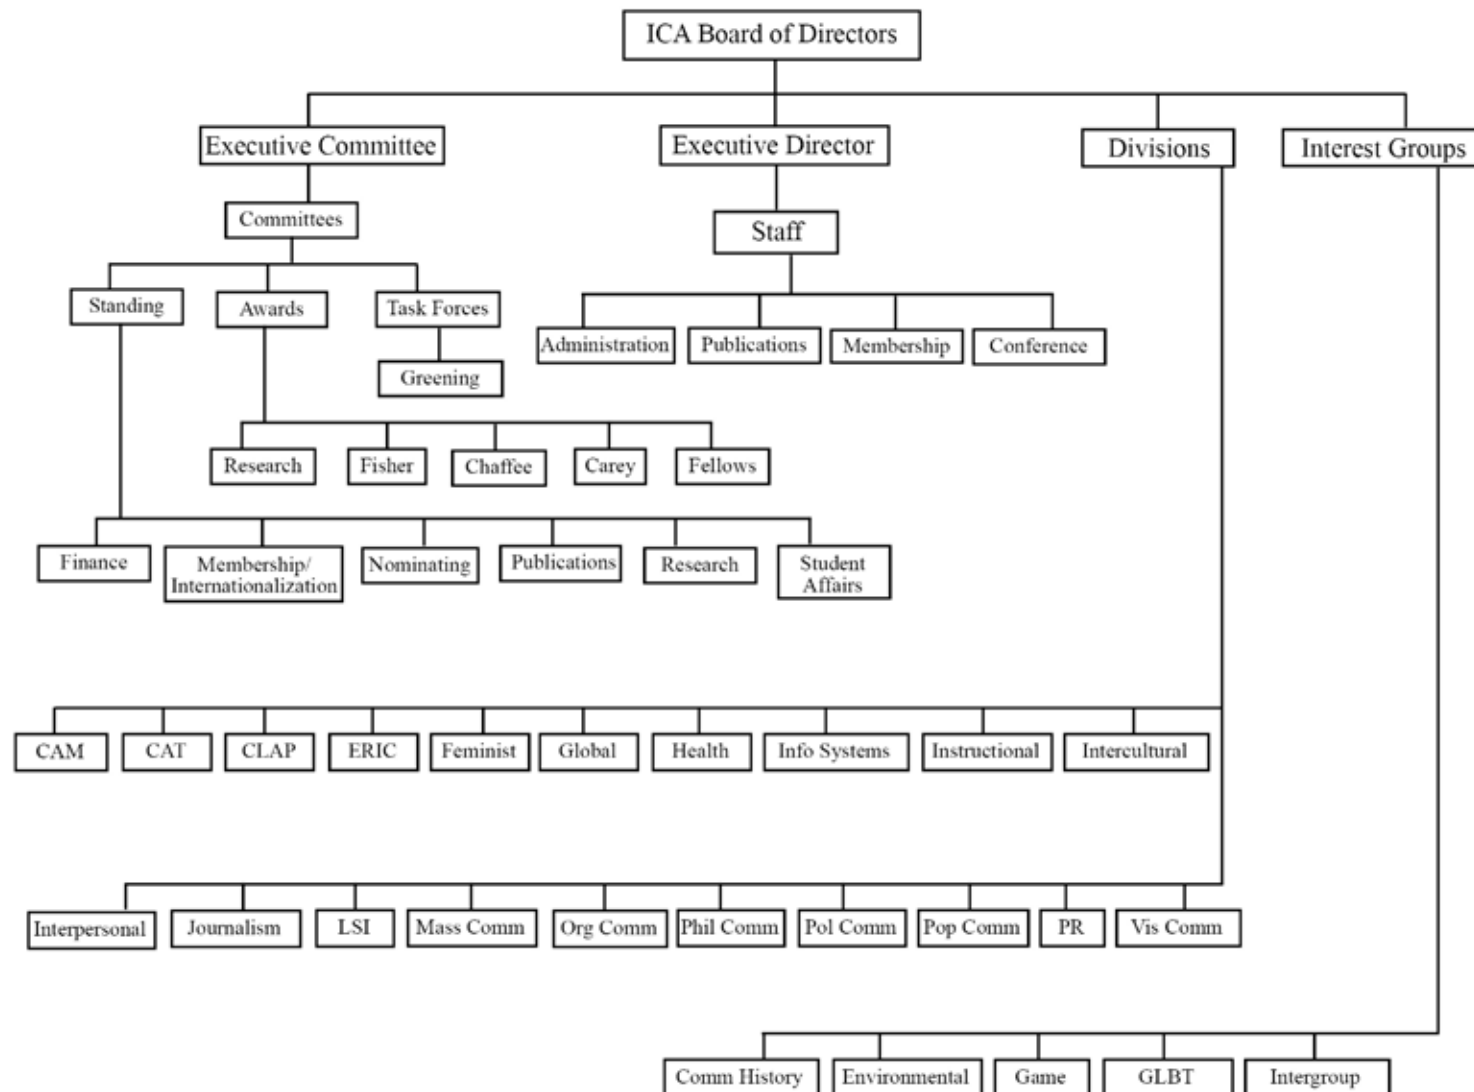 ICA Board of Directors
Executive Committee
Executive Director
Divisions
Interest Groups
Committees
Staff
Standing
Awards
Task Forces
Administration
Publications
Membership
Conference
Greening
Research
Fisher
Chaffee
Carey
Fellows
Finance
Membership/
Internationalization
Nominating
Publications
Research
Student
Affairs
CAM
CAT
CLAP
ERIC
Feminist
Global
Health
Info Systems
Instructional
Intercultural
Interpersonal
Journalism
LSI
Mass Comm
Org Comm
Phil Comm
Pol Comm
Pop Comm
PR
Vis Comm
Comm History
Environmental
Game
GLBT
Intergroup